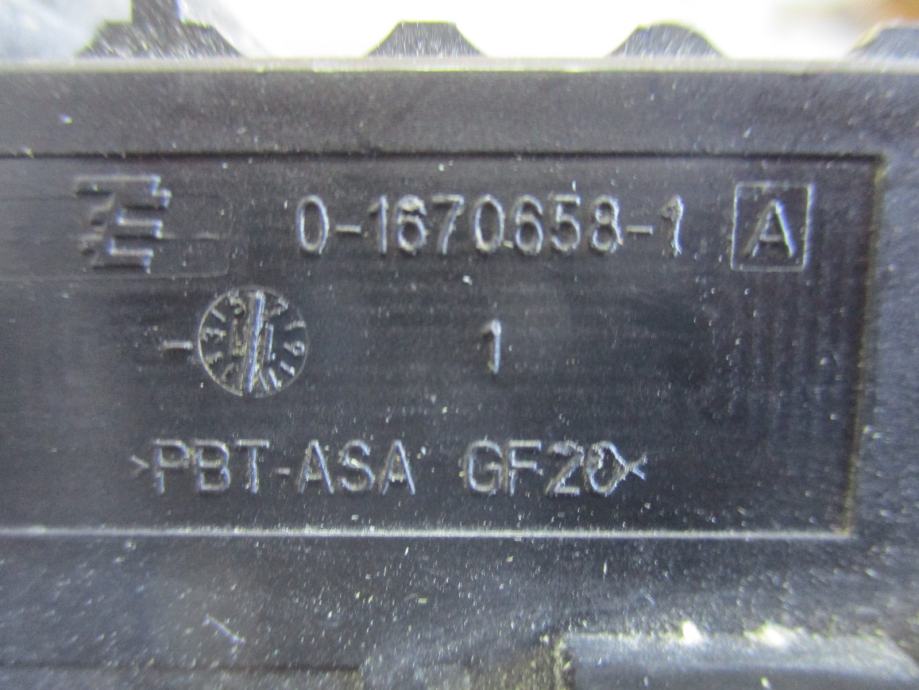 0-1670658-1 A
1
>PBT-ASA GF20<